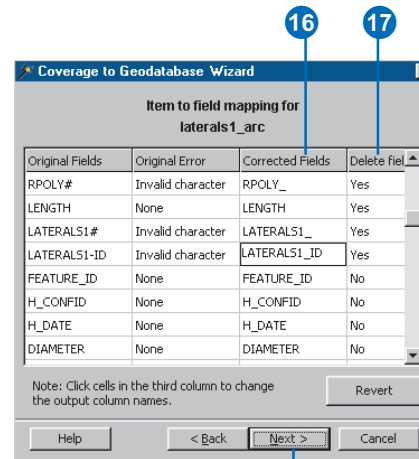 16 17
Coverage to Geodatabase Wizard
Item to field mapping for
laterals1_arc
Original Fields Original Error Corrected Fields Delete fiel
RPOLY# Invalid character RPOLY_ Yes
LENGTH None LENGTH Yes
LATERALS1# Invalid character LATERALS1_ Yes
LATERALS1-ID Invalid character LATERALS1_ID Yes
FEATURE_ID None FEATURE_ID No
H_CONFID None H_CONFID No
H_DATE None H_DATE No
DIAMETER None DIAMETER No
Note: Click cells in the third column to change
the output column names.
Revert
Help < Back Next > Cancel